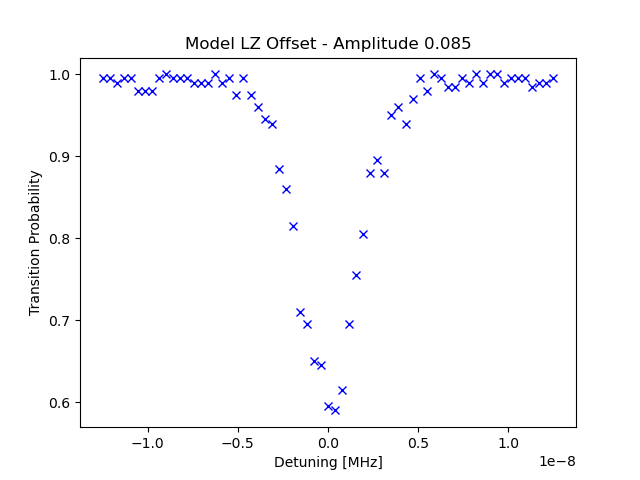 Model LZ Offset - Amplitude 0.085
1.0
0.9
0.8
0.7
0.6
Transition Probability
−1.0 −0.5 0.0 0.5 1.0
1e−8
Detuning [MHz]